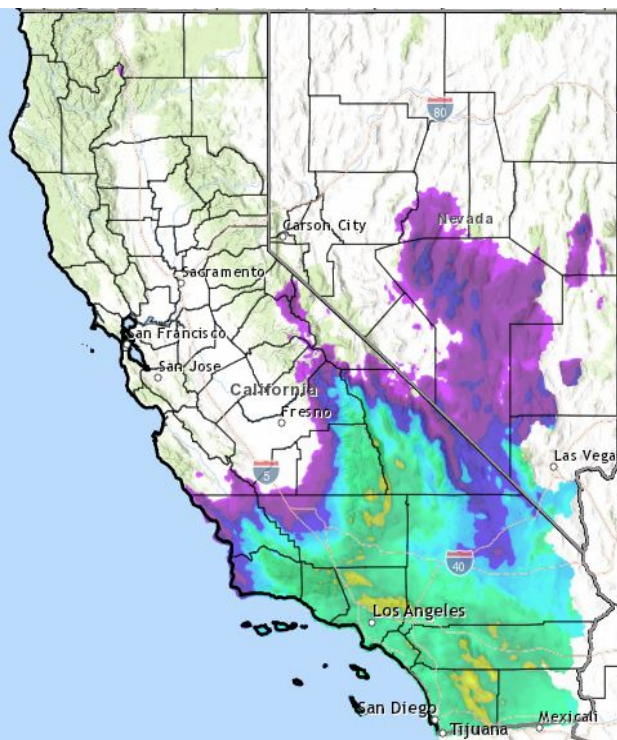 80
Nevada
Carson City
Sacramento
San Francisco
San Jose
California
Fresno
5
Las Vega
40
Los Angeles
San Diego
Mexicali
Tijuana